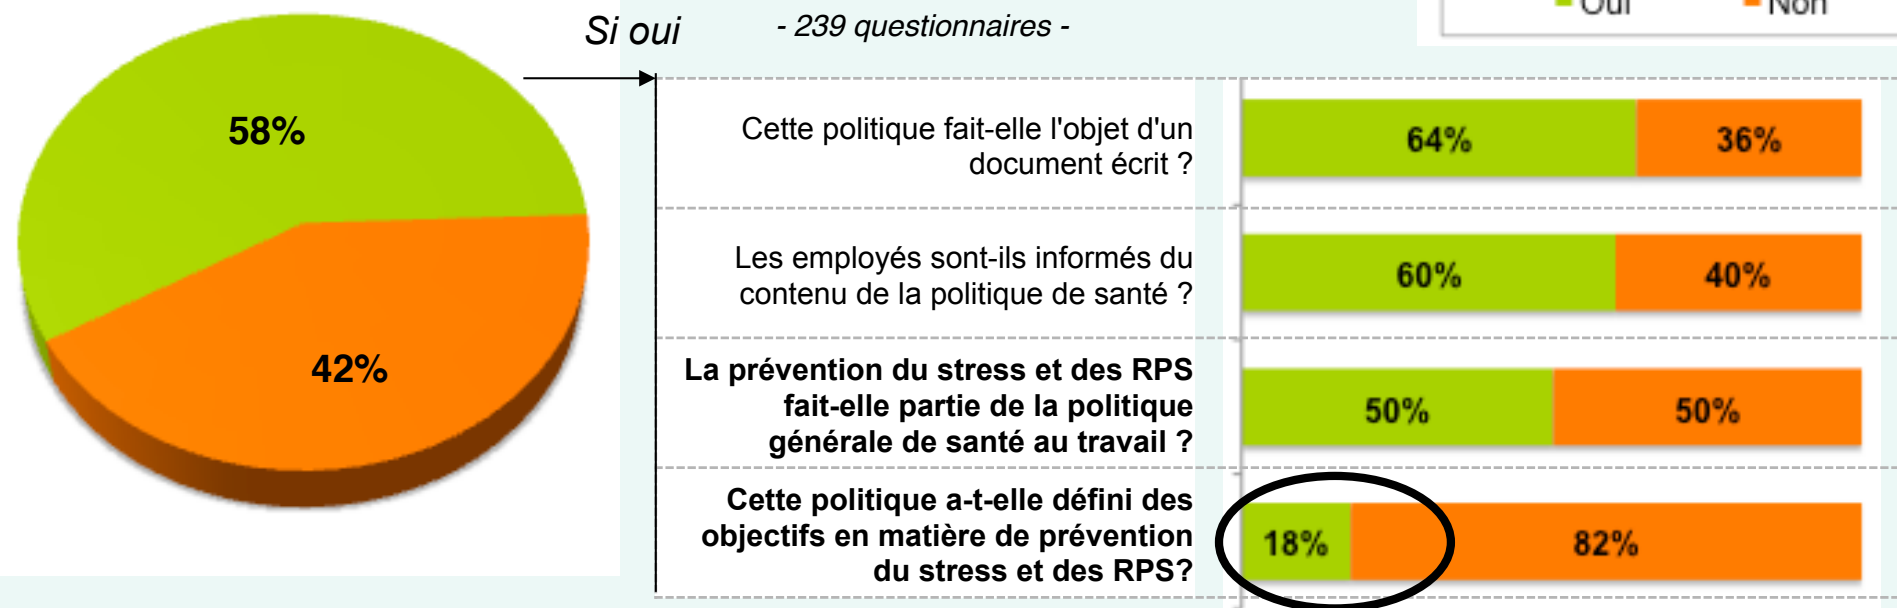 Si oui
- 239 questionnaires -
Oui
Non
58%
42%
Cette politique fait-elle l'objet d'un
document écrit ?
64%
36%
Les employés sont-ils informés du
contenu de la politique de santé ?
60%
40%
La prévention du stress et des RPS
fait-elle partie de la politique
générale de santé au travail ?
50%
50%
Cette politique a-t-elle défini des
objectifs en matière de prévention
du stress et des RPS?
18%
82%